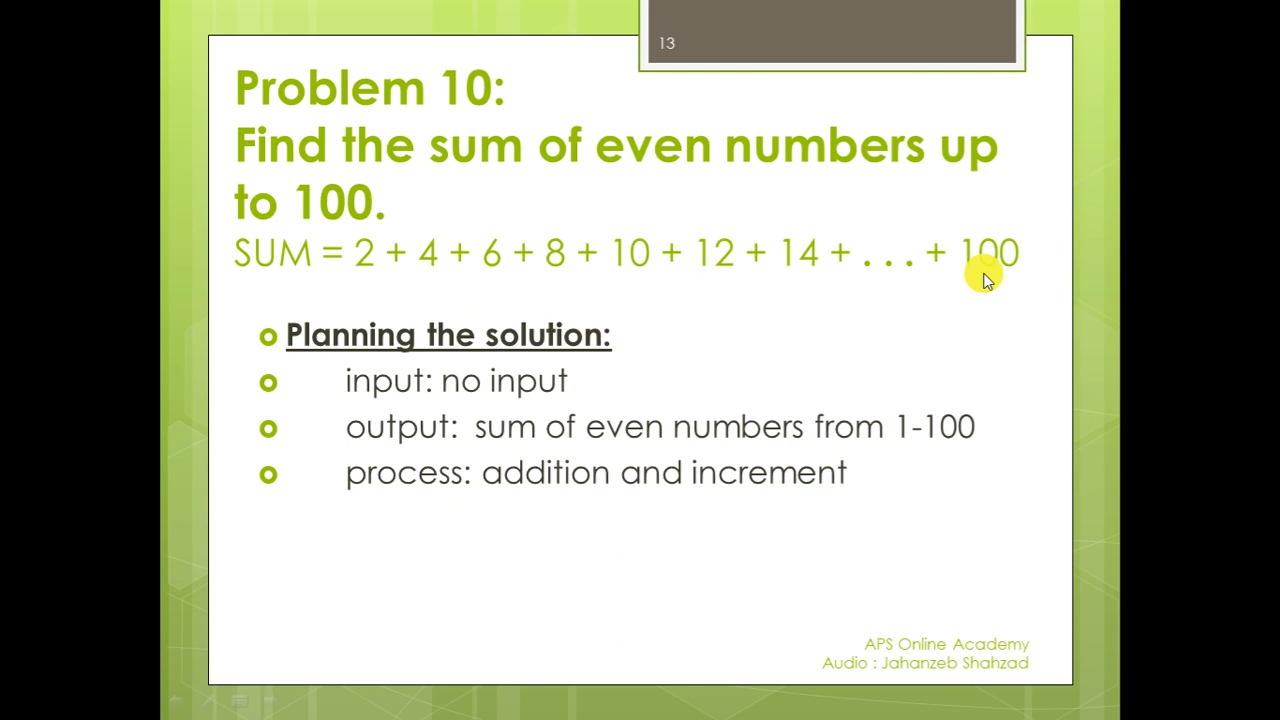 13
Problem 10:
Find the sum of even numbers up
to 100.
SUM = 2 + 4 + 6 + 8 + 10 + 12 + 14 + . . . + 100
Planning the solution:
input: no input
output: sum of even numbers from 1-100
process: addition and increment
APS Online Academy
Audio : Jahanzeb Shahzad